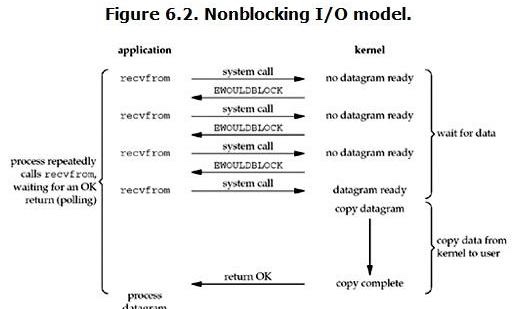 Figure 6.2. Nonblocking I/O model.
application
kernel
recvfrom
system call
no datagram ready
EWOULDBLOCK
recvfrom
system call
no datagram ready
EWOULDBLOCK
recvfrom
system call
no datagram ready
EWOULDBLOCK
recvfrom
system call
datagram ready
process repeatedly
calls recvfrom,
waiting for an OK
return (polling)
wait for data
copy datagram
copy data from
kernel to user
return OK
copy complete
process
datagram